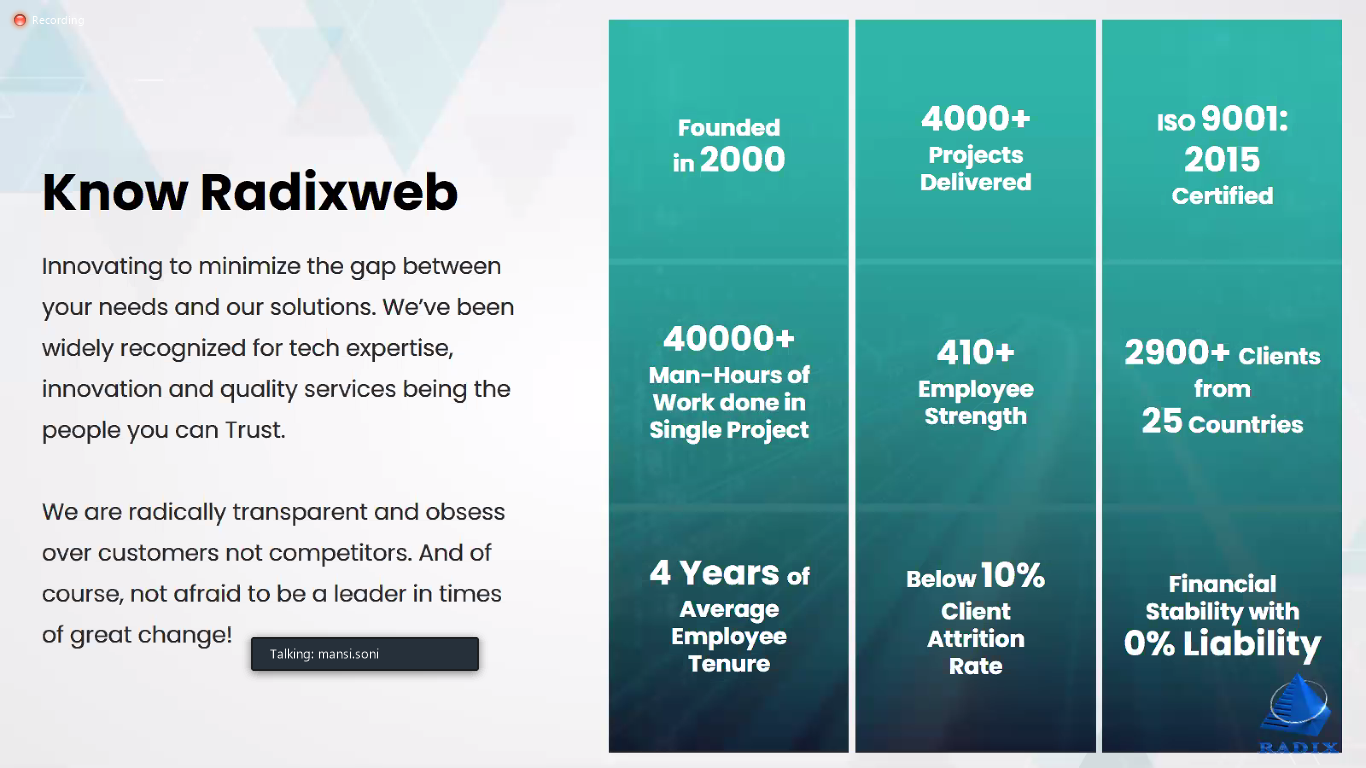 Recording
Know Radixweb
Innovating to minimize the gap between
your needs and our solutions. We've been
widely recognized for tech expertise,
innovation and quality services being the
people you can Trust.
We are radically transparent and obsess
over customers not competitors. And of
course, not afraid to be a leader in times
of great change!
Talking: mansi.soni
Founded
in 2000
4000+
Projects
Delivered
ISO 9001:
2015
Certified
40000+
Man-Hours of
Work done in
Single Project
410+
Employee
Strength
2900+ Clients
from
25 Countries
4 Years of
Average
Employee
Tenure
Below 10%
Client
Attrition
Rate
Financial
Stability with
0% Liability
RADIX